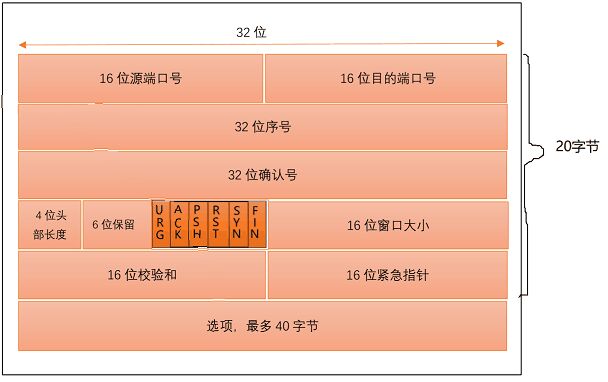 32 位
16 位源端口号
16 位目的端口号
32 位序号
20字节
32 位确认号
4 位头
部长度
6 位保留
URG
ACK
PSH
RST
SYN
FIN
16 位窗口大小
16 位校验和
16 位紧急指针
选项，最多 40 字节